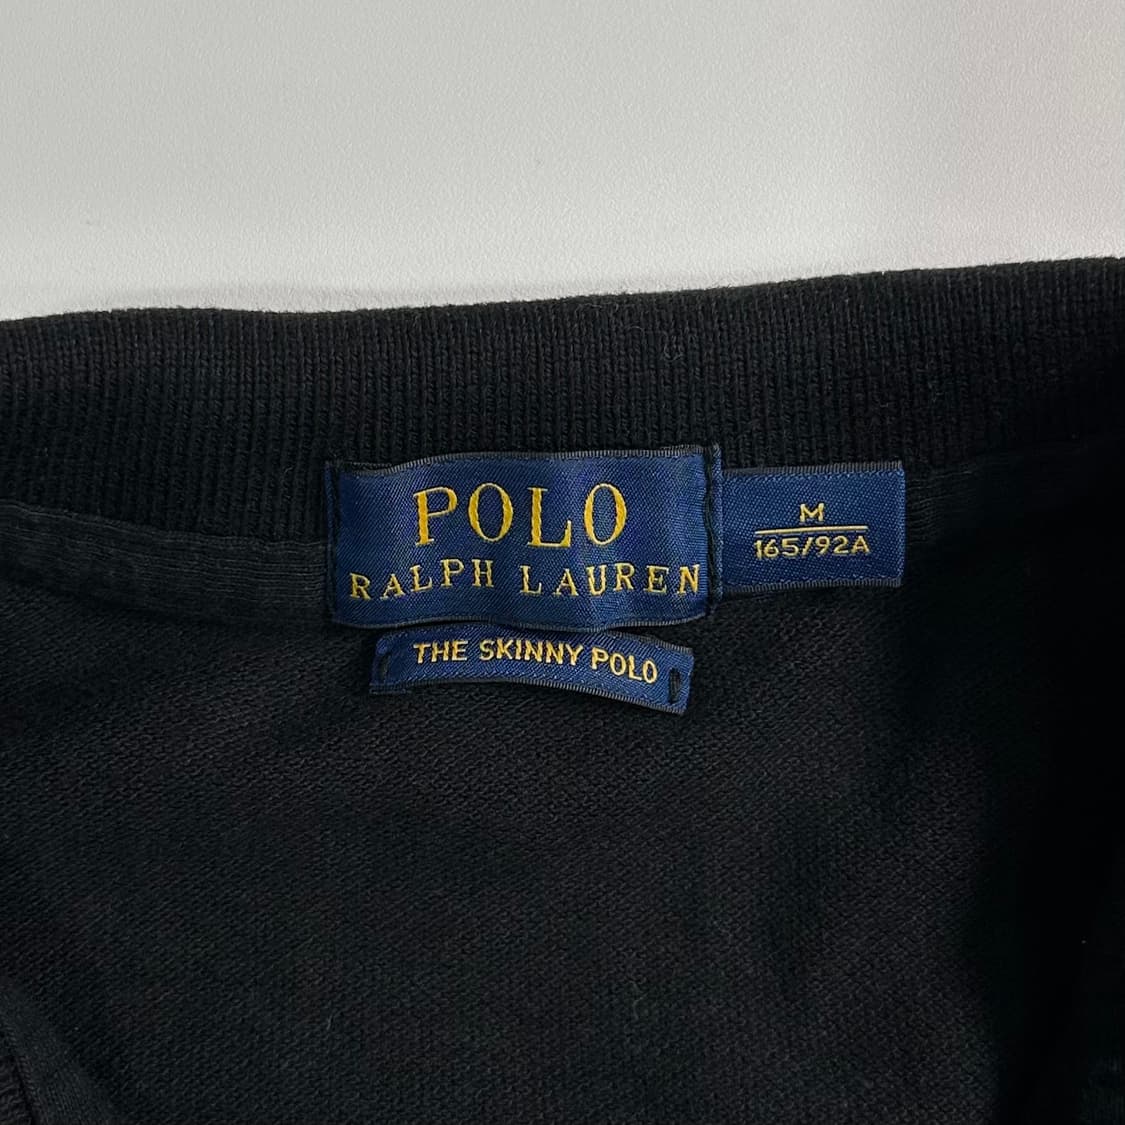 POLO
RALPH LAUREN
M
165/92A
THE SKINNY POLO